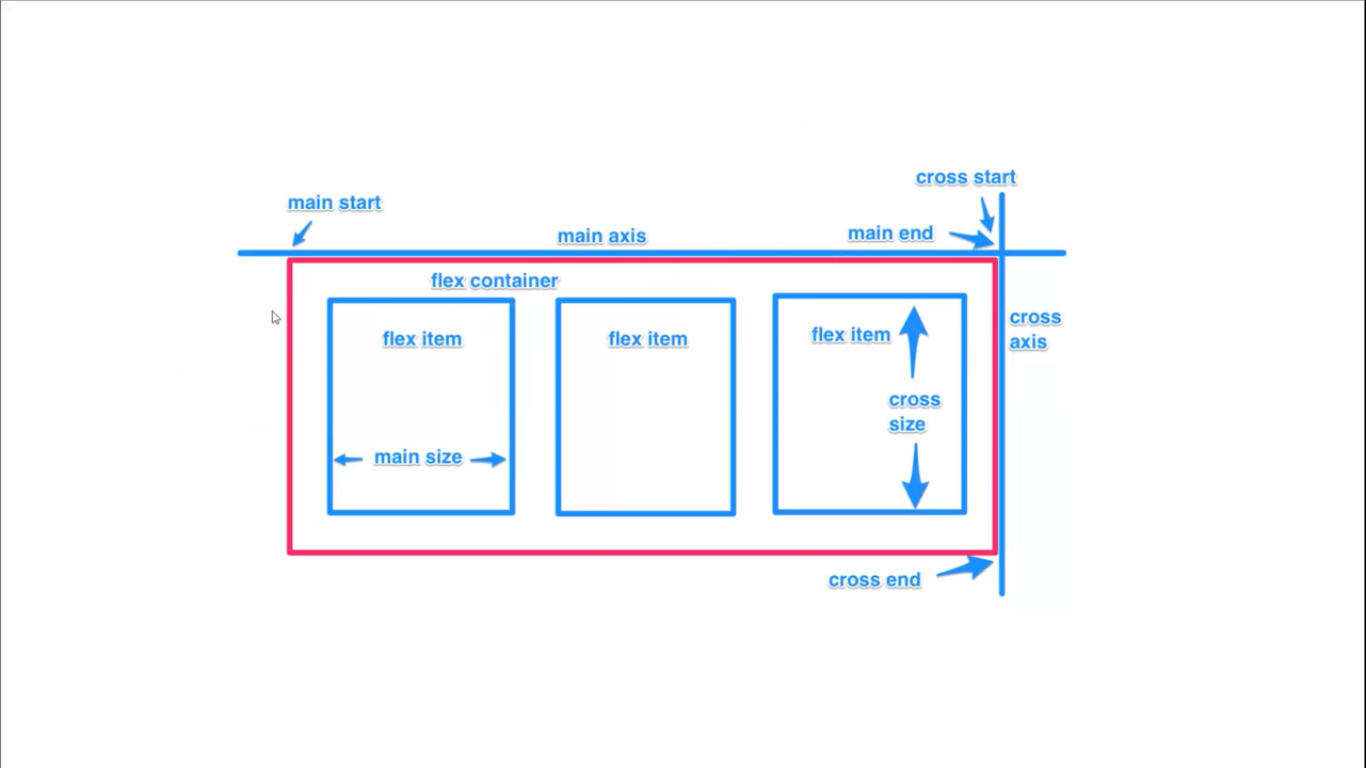 cross start
main start
main axis
main end
flex container
cross
axis
flex item
flex item
flex item
cross
size
main size
cross end